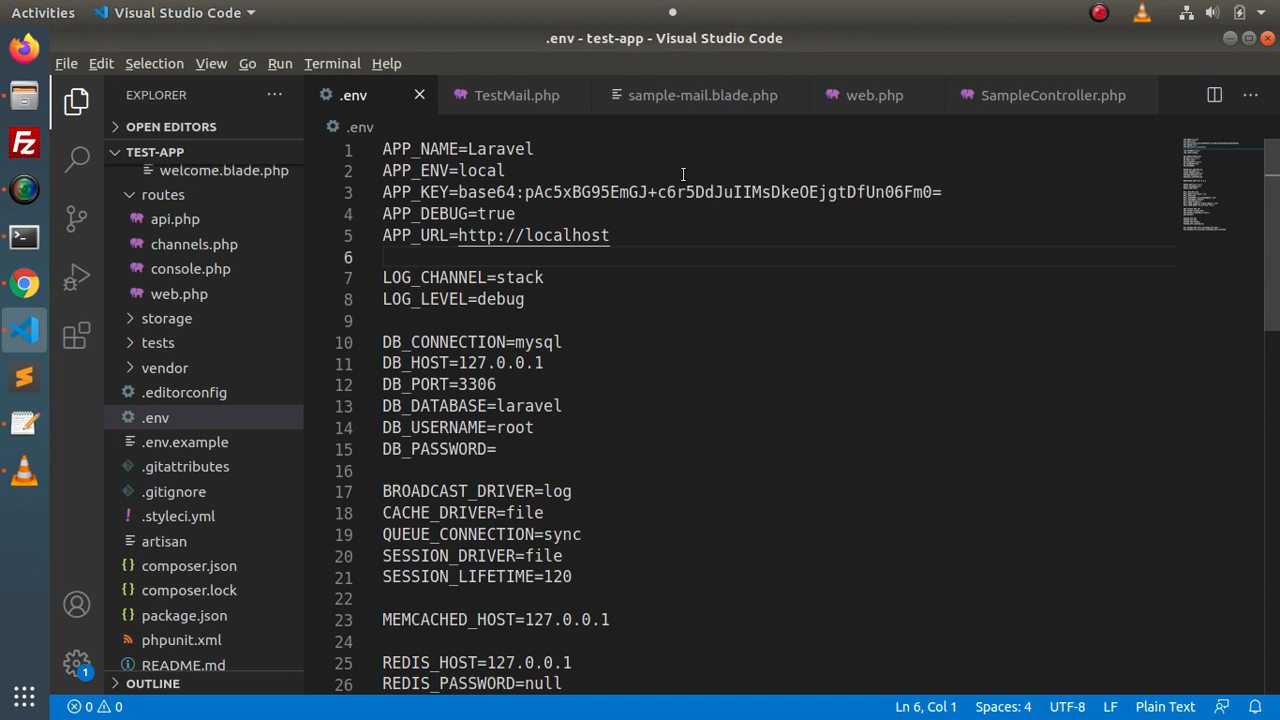 Activities Visual Studio Code
.env - test-app - Visual Studio Code
File Edit Selection View Go Run Terminal Help
EXPLORER
.env TestMail.php sample-mail.blade.php web.php SampleController.php
OPEN EDITORS
.env
TEST-APP
welcome.blade.php
routes
api.php
channels.php
console.php
web.php
storage
tests
vendor
.editorconfig
.env
.env.example
.gitattributes
.gitignore
.styleci.yml
artisan
composer.json
composer.lock
package.json
phpunit.xml
README.md
OUTLINE
1 APP_NAME=Laravel
2 APP_ENV=local
3 APP_KEY=base64:pAc5xBG95EmGJ+c6r5DdJuIIMsDkeOEjgtDfUn06Fm0=
4 APP_DEBUG=true
5 APP_URL=http://localhost
6
7 LOG_CHANNEL=stack
8 LOG_LEVEL=debug
9
10 DB_CONNECTION=mysql
11 DB_HOST=127.0.0.1
12 DB_PORT=3306
13 DB_DATABASE=laravel
14 DB_USERNAME=root
15 DB_PASSWORD=
16
17 BROADCAST_DRIVER=log
18 CACHE_DRIVER=file
19 QUEUE_CONNECTION=sync
20 SESSION_DRIVER=file
21 SESSION_LIFETIME=120
22
23 MEMCACHED_HOST=127.0.0.1
24
25 REDIS_HOST=127.0.0.1
26 REDIS_PASSWORD=null
1
0 0 Ln 6, Col 1 Spaces: 4 UTF-8 LF Plain Text